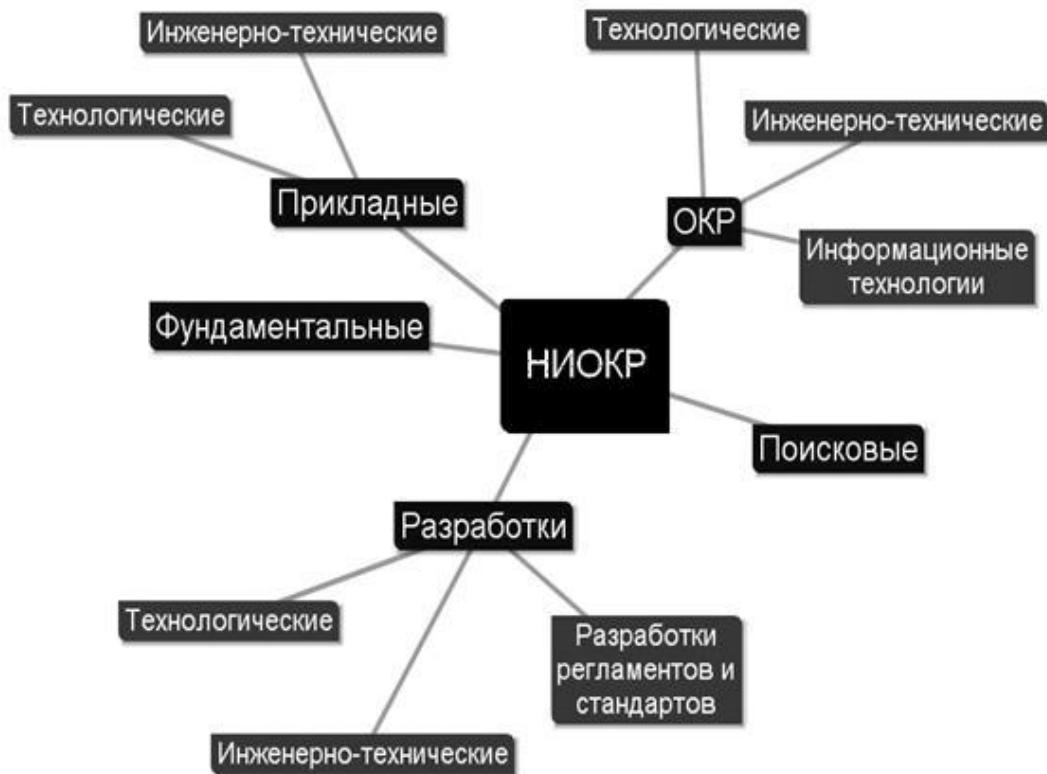 Инженерно-технические
Технологические
Технологические
Инженерно-технические
Прикладные
ОКР
Информационные
технологии
Фундаментальные
НИОКР
Поисковые
Разработки
Технологические
Разработки
регламентов и
стандартов
Инженерно-технические